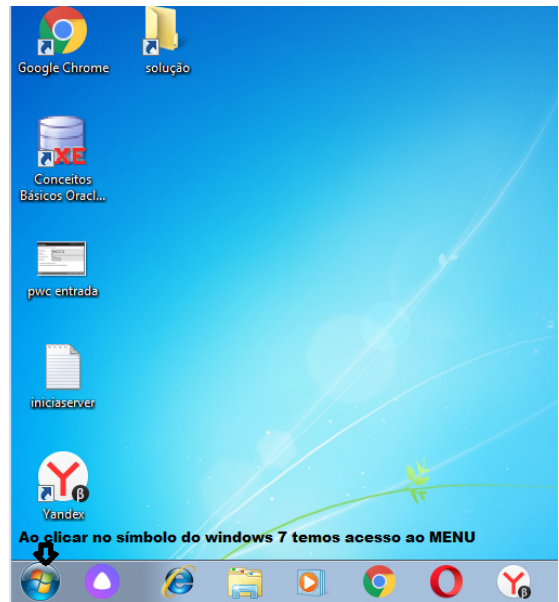 Google Chrome
solução
Conceitos
Básicos Oracl...
pwc entrada
iniciaserver
Yandex
Ao clicar no símbolo do windows 7 temos acesso ao MENU